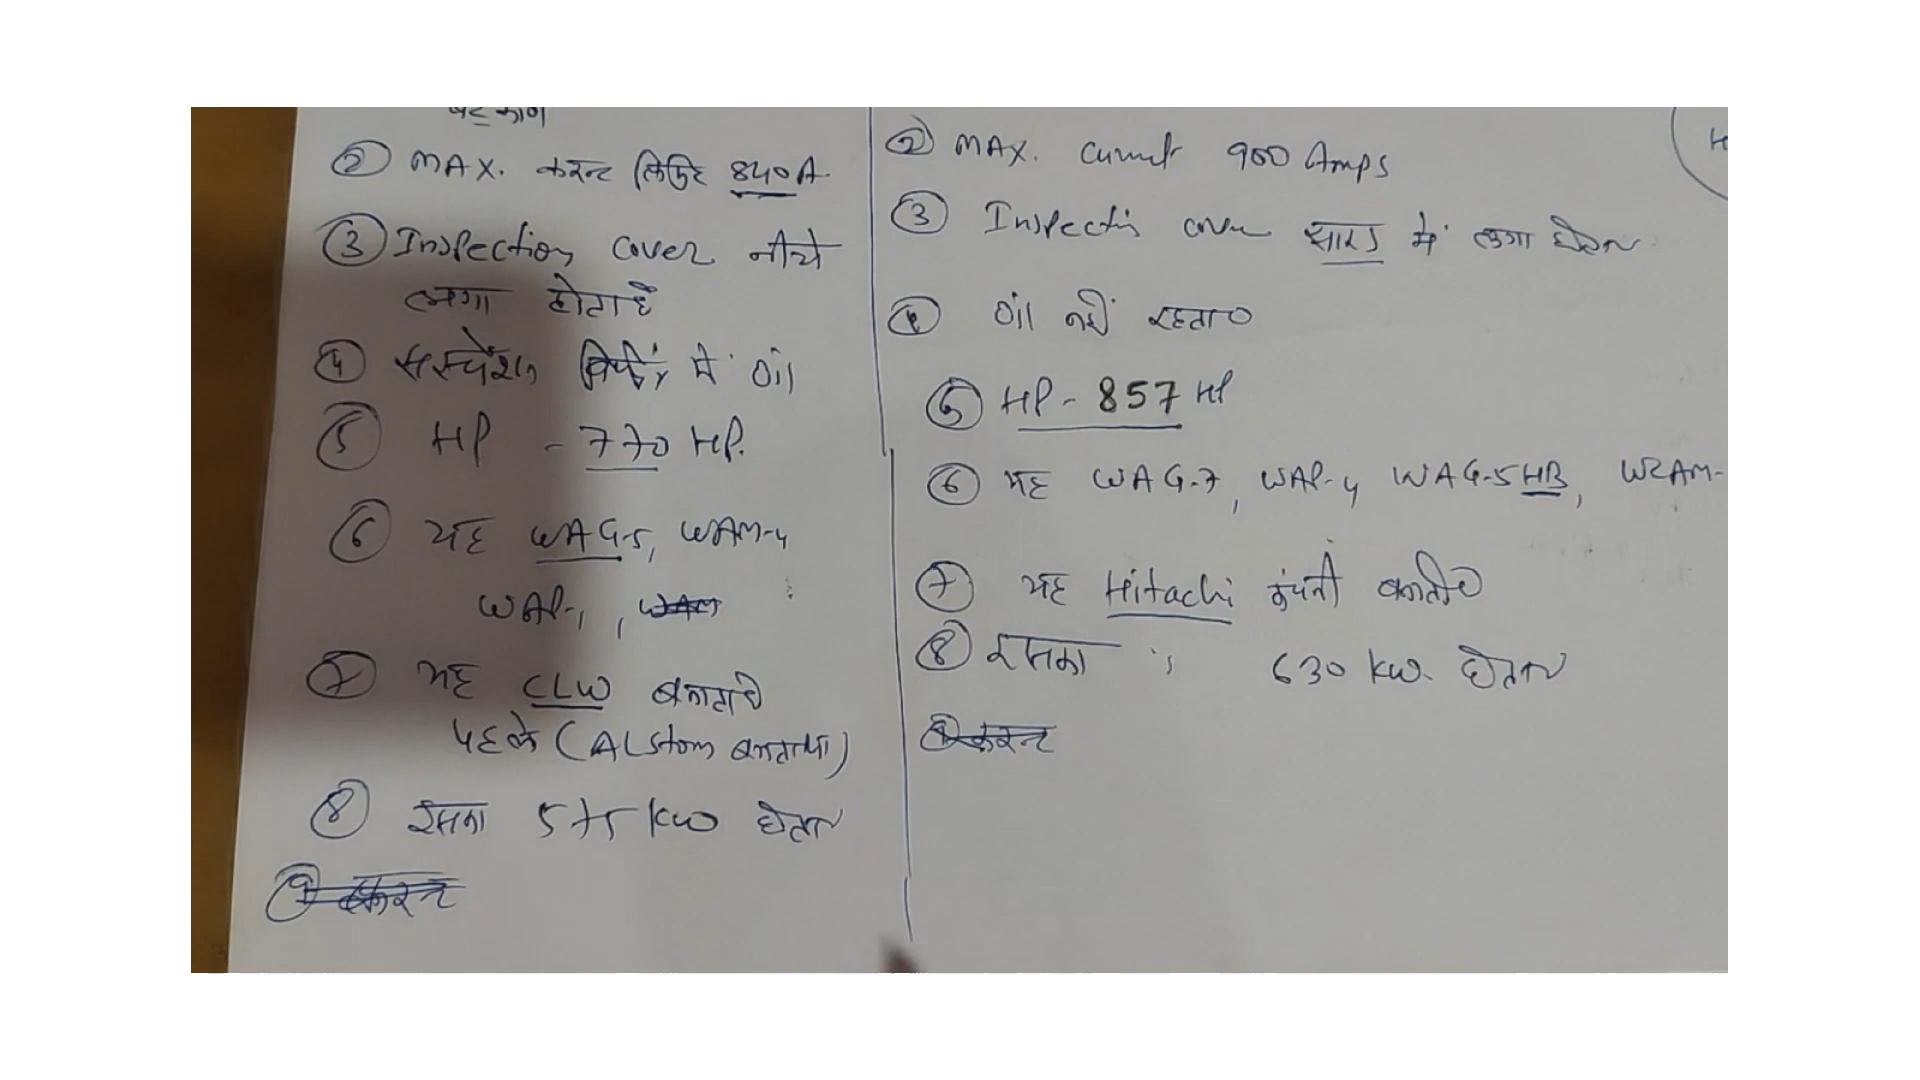 ② MAX. करन्ट लिमिट 840A
③ Inspection cover नीचे
लगा होता है
④ सस्पेंशन में oil
⑤ HP - 770 HP.
⑥ यह WAG-5, WAM-4
WAP-1,
⑦ यह CLW बनाता है
पहले (ALstom बनाता था)
⑧ इसका 575 kw होता
⑨ करन्ट
② MAX. current 900 Amps
③ Inspection cover साइड में लगा होता
④ oil नहीं रहता
⑤ HP - 857 HP
⑥ यह WAG-7, WAP-4 WAG-5HB, WCAM-
⑦ यह Hitachi कंपनी बनाती है
⑧ इसका 630 kw. होता
करन्ट
H